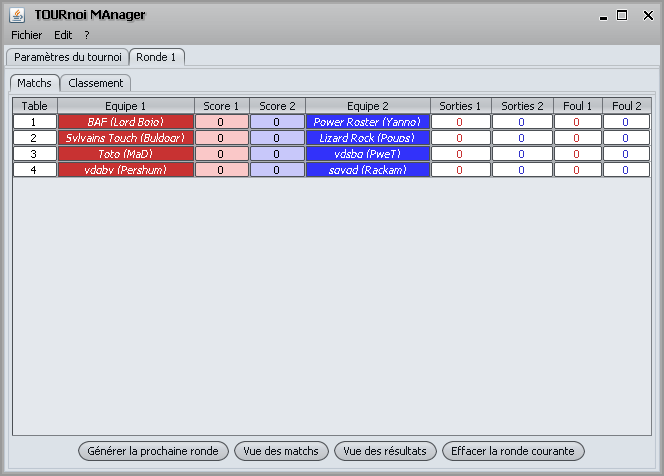 TOURnoi MAnager
Fichier Edit ?
Paramètres du tournoi Ronde 1
Matchs Classement
Table Equipe 1 Score 1 Score 2 Equipe 2 Sorties 1 Sorties 2 Foul 1 Foul 2
1 BAF (Lord Bojo) 0 0 Power Roster (Yanno) 0 0 0 0
2 Sylvains Touch (Buldogr) 0 0 Lizard Rock (Poups) 0 0 0 0
3 Toto (MaD) 0 0 vdsbq (PweT) 0 0 0 0
4 vdgbv (Pershum) 0 0 (Rackam) 0 0 0 0
Générer la prochaine ronde Vue des matchs Vue des résultats Effacer la ronde courante